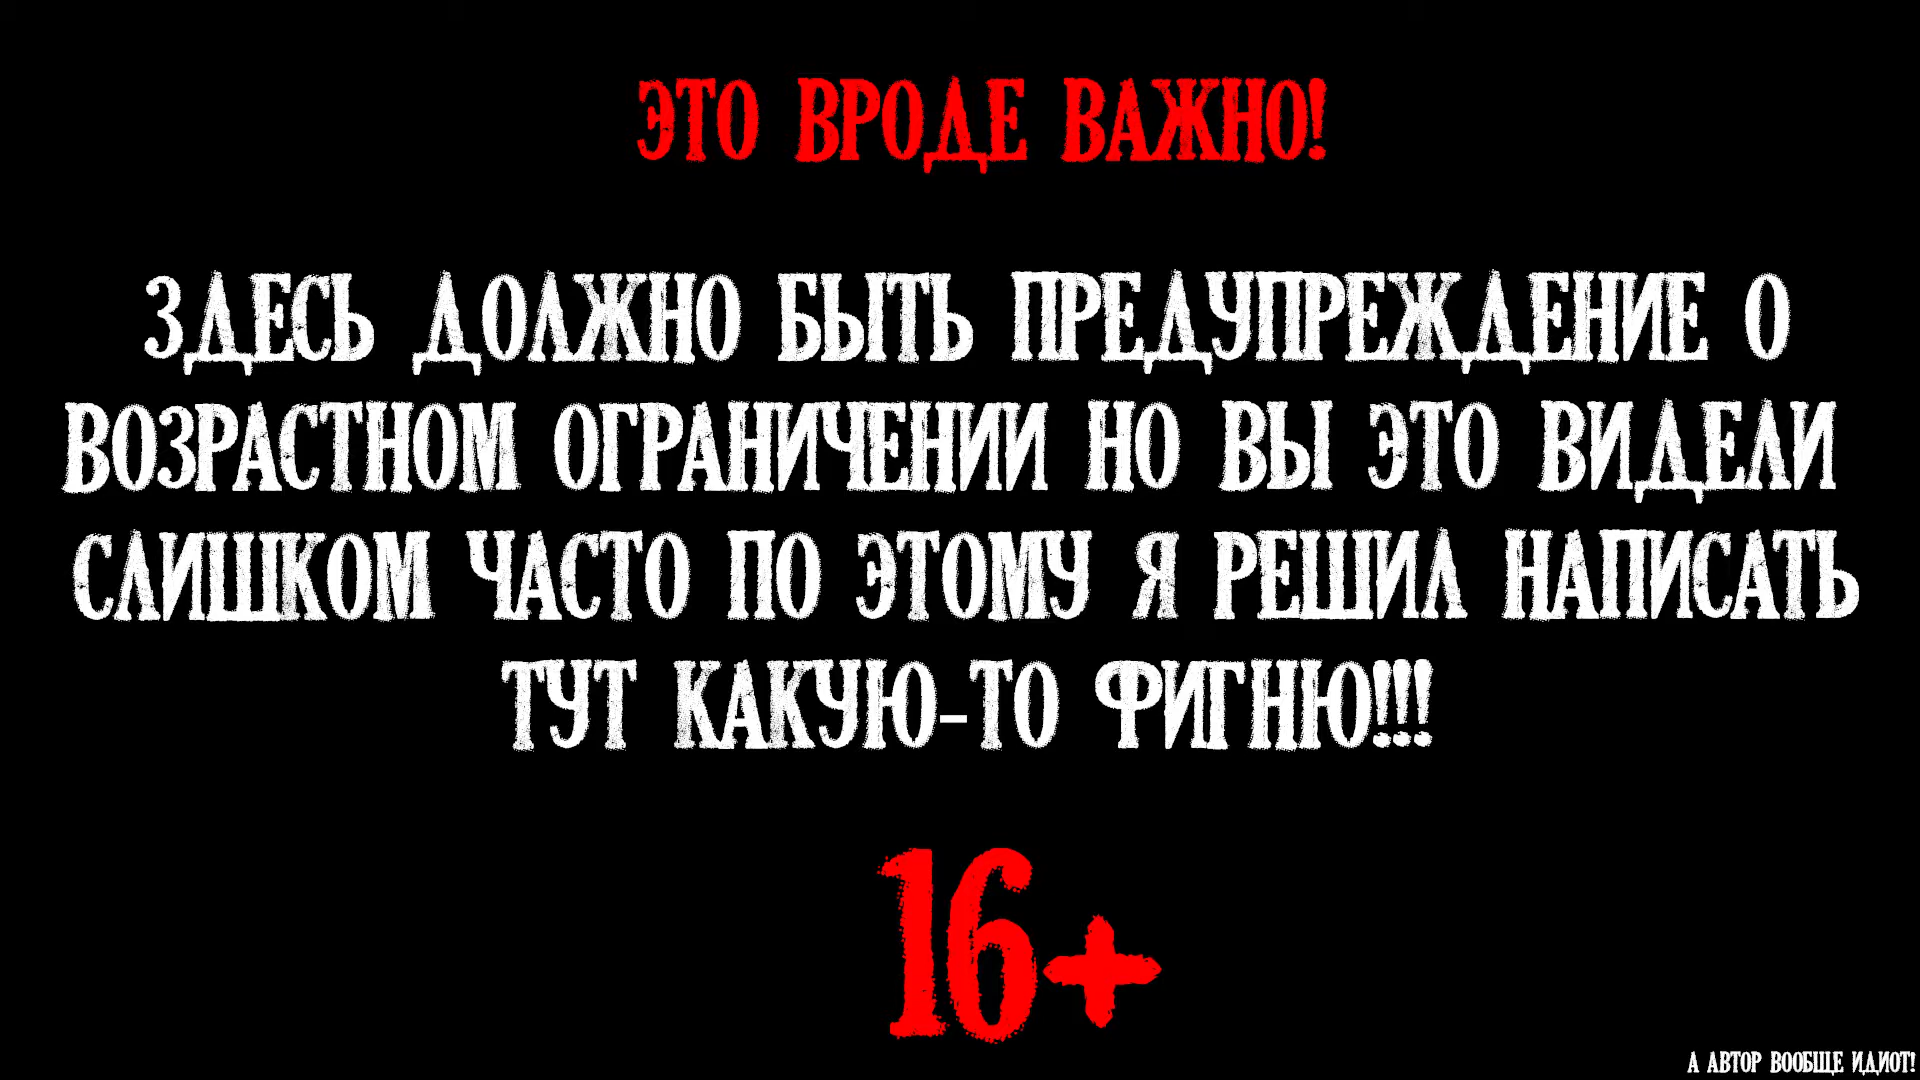 ЭТО ВРОДЕ ВАЖНО!
ЗДЕСЬ ДОЛЖНО БЫТЬ ПРЕДУПРЕЖДЕНИЕ О
ВОЗРАСТНОМ ОГРАНИЧЕНИИ НО ВЫ ЭТО ВИДЕЛИ
СЛИШКОМ ЧАСТО ПО ЭТОМУ Я РЕШИЛ НАПИСАТЬ
ТУТ КАКУЮ-ТО ФИГНЮ!!!
16+
А АВТОР ВООБЩЕ ИДИОТ!